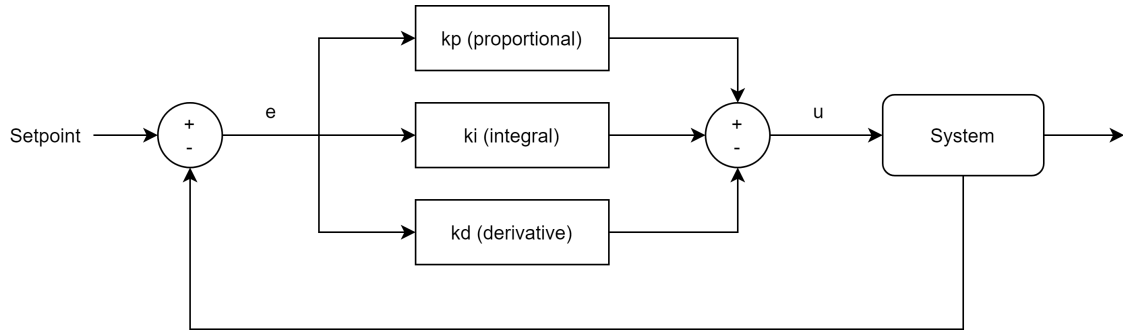 kp (proportional)
e
u
+
-
Setpoint
ki (integral)
+
-
System
kd (derivative)